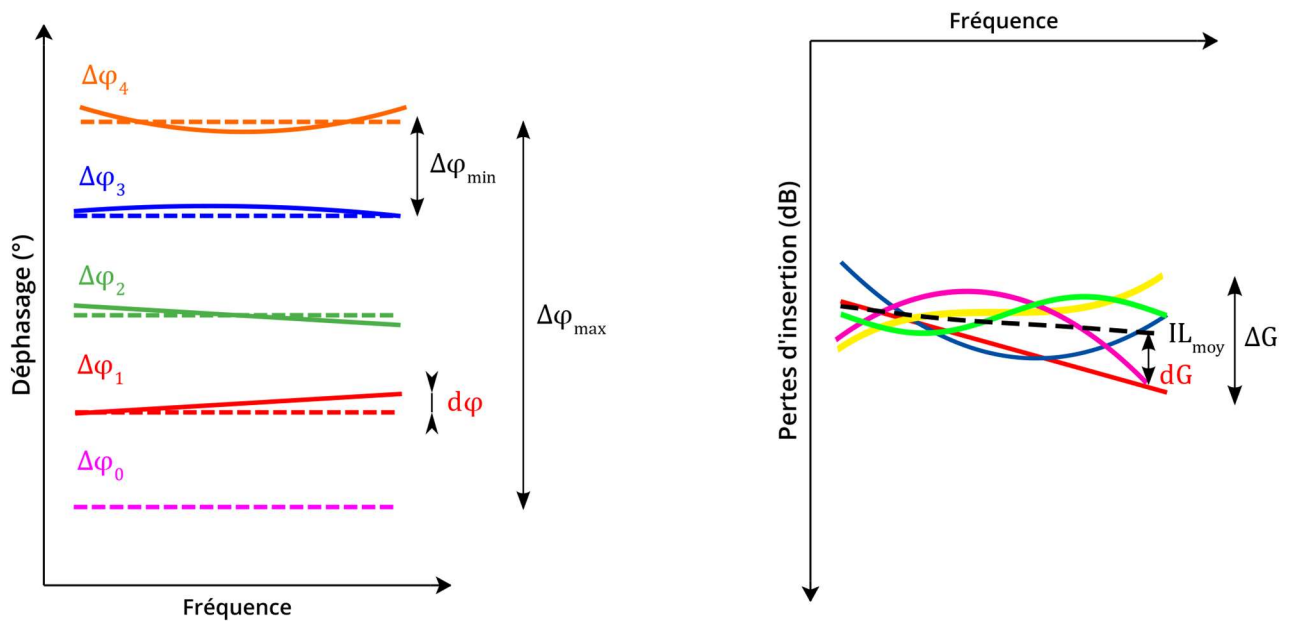 Δφ4
Δφ3
Δφmin
Δφ2
Δφmax
Δφ1
dφ
Δφ0
Déphasage (°)
Fréquence
Fréquence
Pertes d'insertion (dB)
ILmoy
ΔG
dG